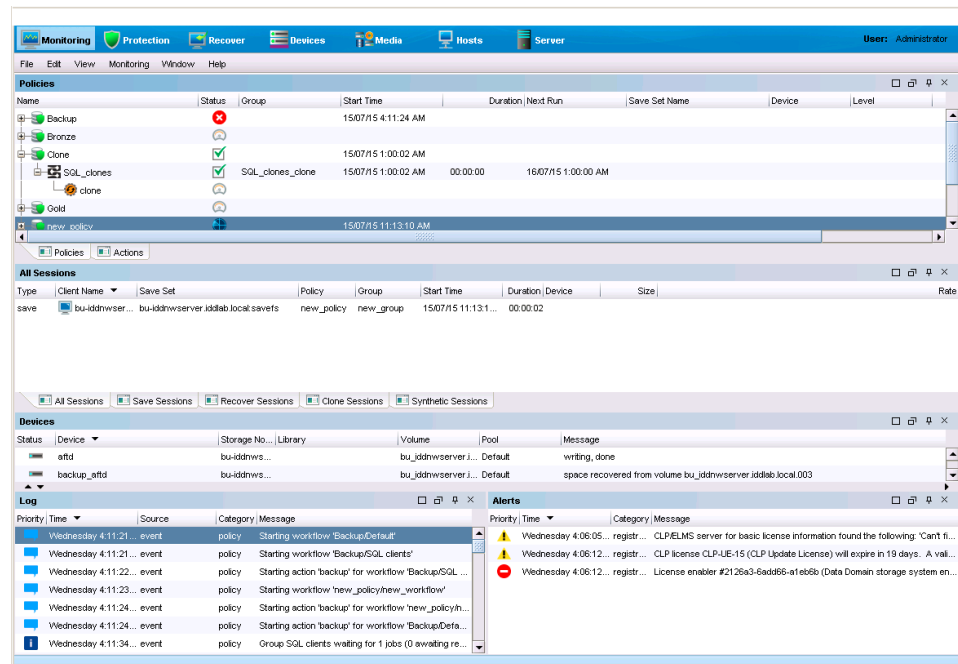 Monitoring Protection Recover Devices Media Hosts Server User: Administrator
File Edit View Monitoring Window Help
Policies
Name Status Group Start Time Duration Next Run Save Set Name Device Level
Backup 15/07/15 4:11:24 AM
Bronze
Clone 15/07/15 1:00:02 AM
SQL_clones SQL_clones_clone 15/07/15 1:00:02 AM 00:00:00 16/07/15 1:00:00 AM
clone
Gold
new_policy 15/07/15 11:13:10 AM
Policies Actions
All Sessions
Type Client Name Save Set Policy Group Start Time Duration Device Size Rate
save bu-iddnwser... bu-iddnwserver.iddlab.local:savefs new_policy new_group 15/07/15 11:13:1... 00:00:02
All Sessions Save Sessions Recover Sessions Clone Sessions Synthetic Sessions
Devices
Status Device Storage No... Library Volume Pool Message
aftd bu-iddnws... bu_iddnwserver.i... Default writing, done
backup_aftd bu-iddnws... bu_iddnwserver.i... Default space recovered from volume bu_iddnwserver.iddlab.local.003
Log
Priority Time Source Category Message
Wednesday 4:11:21... event policy Starting workflow 'Backup/Default'
Wednesday 4:11:21... event policy Starting workflow 'Backup/SQL clients'
Wednesday 4:11:22... event policy Starting action 'backup' for workflow 'Backup/SQL ...
Wednesday 4:11:23... event policy Starting workflow 'new_policy/new_workflow'
Wednesday 4:11:24... event policy Starting action 'backup' for workflow 'new_policy/n...
Wednesday 4:11:24... event policy Starting action 'backup' for workflow 'Backup/Defa...
Wednesday 4:11:34... event policy Group SQL clients waiting for 1 jobs (0 awaiting re...
Alerts
Priority Time Category Message
Wednesday 4:06:05... registr... CLP/ELMS server for basic license information found the following: 'Can't fi...
Wednesday 4:06:12... registr... CLP license CLP-UE-15 (CLP Update License) will expire in 19 days. A vali...
Wednesday 4:06:12... registr... License enabler #2126a3-6add66-a1eb6b (Data Domain storage system en...